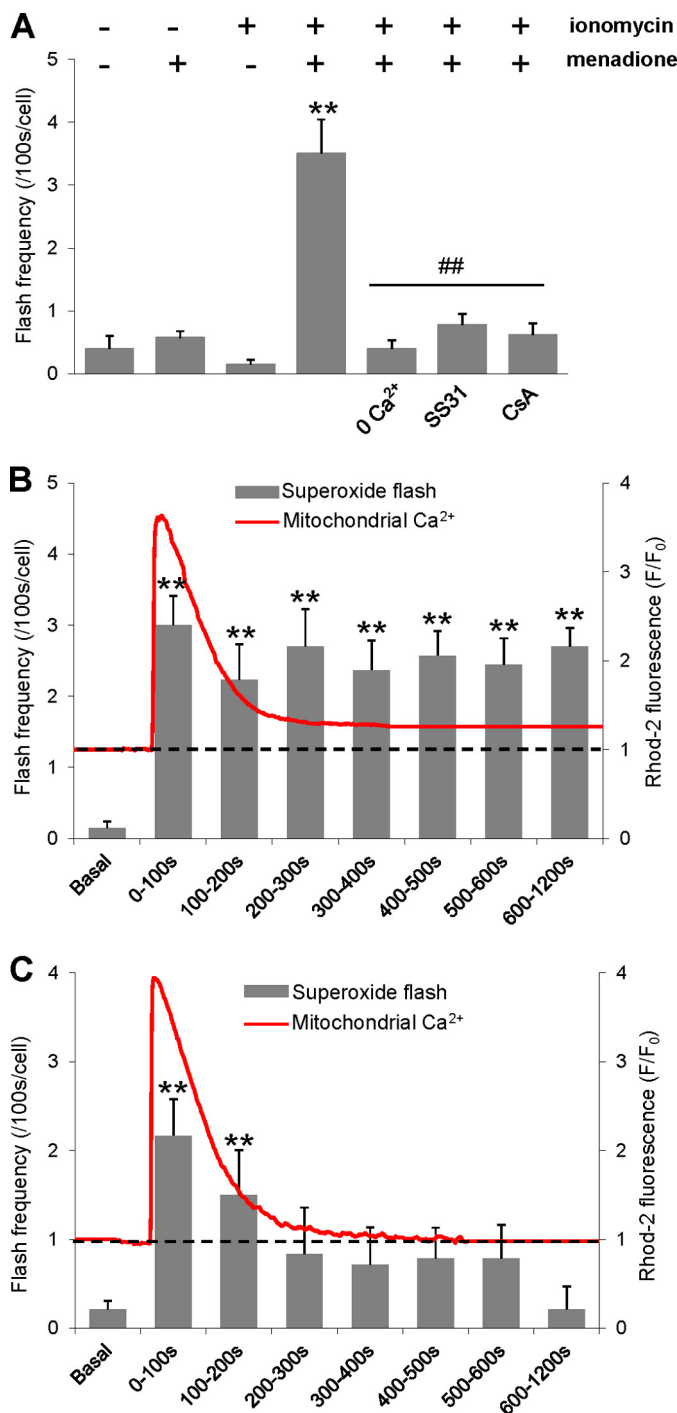 A
- - + + + + + ionomycin
- + - + + + + menadione
Flash frequency (/100s/cell)
5
4
3
2
1
0
**
##
0 Ca²⁺ SS31 CsA
B
Superoxide flash
Mitochondrial Ca²⁺
Flash frequency (/100s/cell)
5
4
3
2
1
0
** ** ** ** ** ** **
4
3
2
1
0
Rhod-2 fluorescence (F/F₀)
Basal 0-100s 100-200s 200-300s 300-400s 400-500s 500-600s 600-1200s
C
Superoxide flash
Mitochondrial Ca²⁺
Flash frequency (/100s/cell)
4
3
2
1
0
** **
4
3
2
1
0
Rhod-2 fluorescence (F/F₀)
Basal 0-100s 100-200s 200-300s 300-400s 400-500s 500-600s 600-1200s